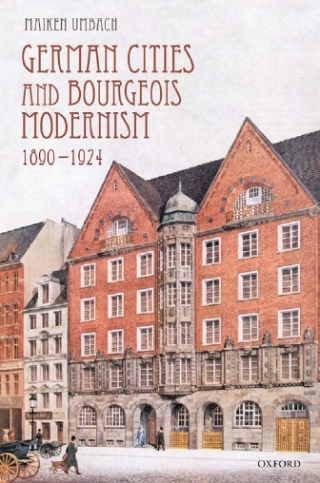 MAIKEN UMBACH
GERMAN CITIES
AND BOURGEOIS
MODERNISM
1890–1924
OXFORD